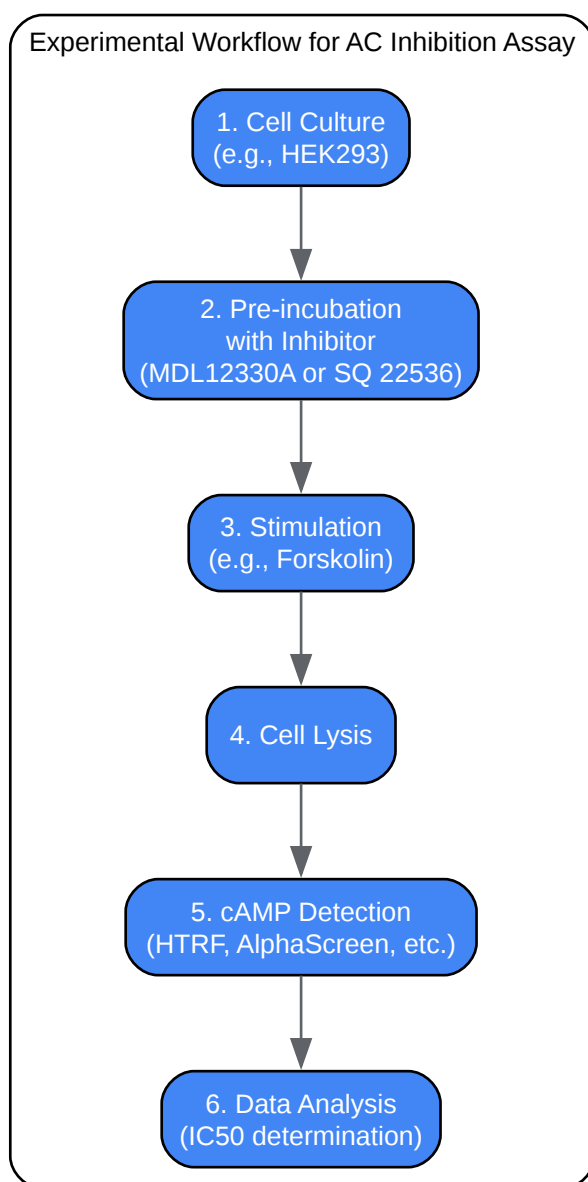 Experimental Workflow for AC Inhibition Assay
1. Cell Culture
(e.g., HEK293)
2. Pre-incubation
with Inhibitor
(MDL12330A or SQ 22536)
3. Stimulation
(e.g., Forskolin)
4. Cell Lysis
5. cAMP Detection
(HTRF, AlphaScreen, etc.)
6. Data Analysis
(IC50 determination)